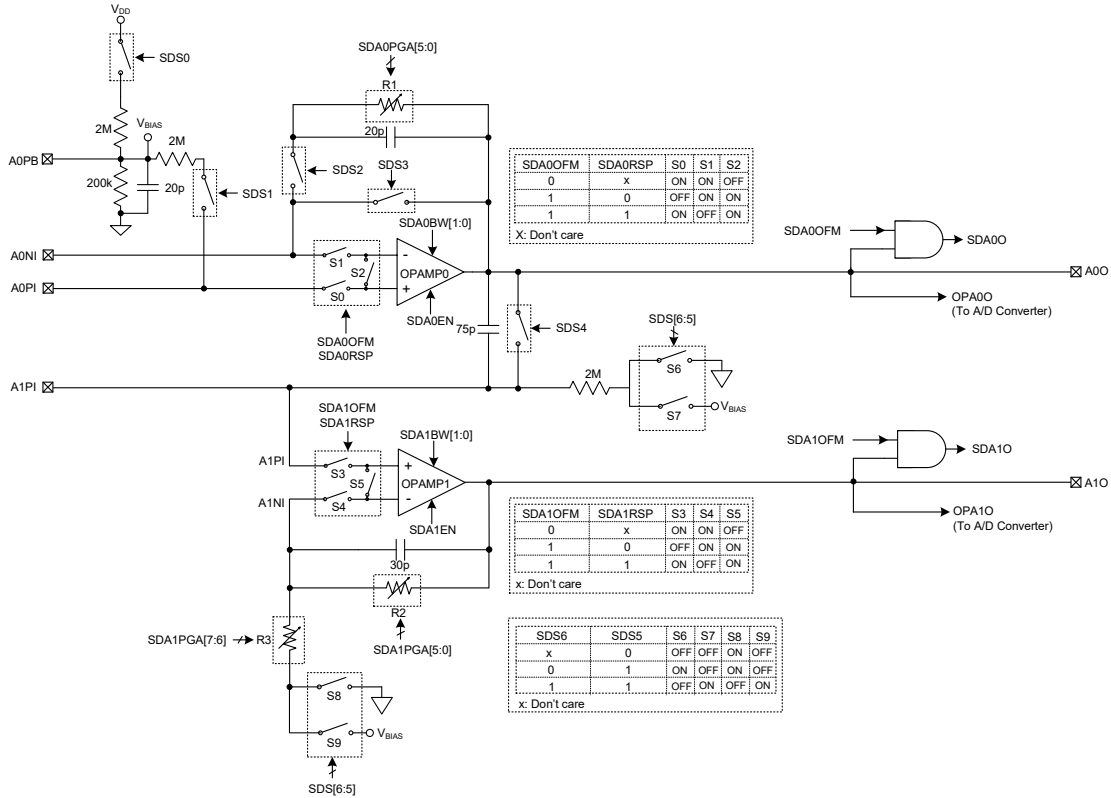 VDD
SDS0
SDA0PGA[5:0]
R1
2M
VBIAS
2M
20p
A0PB
200k
20p
SDS1
SDS2
SDS3
SDA0OFM SDA0RSP S0 S1 S2
0 x ON ON OFF
1 0 OFF ON ON
1 1 ON OFF ON
X: Don't care
SDA0BW[1:0]
A0NI
S1
S2
-
OPAMP0
A0PI
S0
+
SDA0EN
SDA0OFM
SDA0RSP
SDA0OFM
SDA0O
A0O
OPA0O
(To A/D Converter)
75p
SDS4
SDS[6:5]
S6
A1PI
2M
S7
VBIAS
SDA1OFM
SDA1RSP
SDA1BW[1:0]
A1PI
S3
S5
+
OPAMP1
A1NI
S4
-
SDA1EN
SDA1OFM
SDA1O
A1O
OPA1O
(To A/D Converter)
SDA1OFM SDA1RSP S3 S4 S5
0 x ON ON OFF
1 0 OFF ON ON
1 1 ON OFF ON
x: Don't care
30p
R2
SDA1PGA[5:0]
SDA1PGA[7:6]
R3
SDS6 SDS5 S6 S7 S8 S9
x 0 OFF OFF ON OFF
0 1 ON OFF ON OFF
1 1 OFF ON OFF ON
x: Don't care
S8
S9
VBIAS
SDS[6:5]